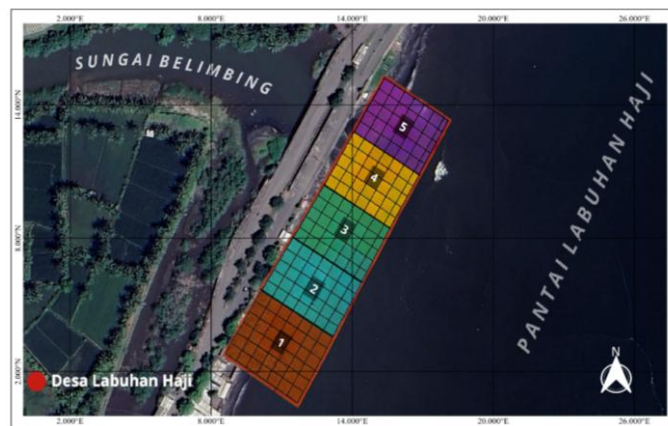 2.000°E 8.000°E 14.000°E 20.000°E 26.000°E
SUNGAI BELIMBING
14.000°N
8.000°N
2.000°N
5
4
3
2
1
PANTAI LABUHAN HAJI
N
Desa Labuhan Haji
2.000°E 8.000°E 14.000°E 20.000°E 26.000°E